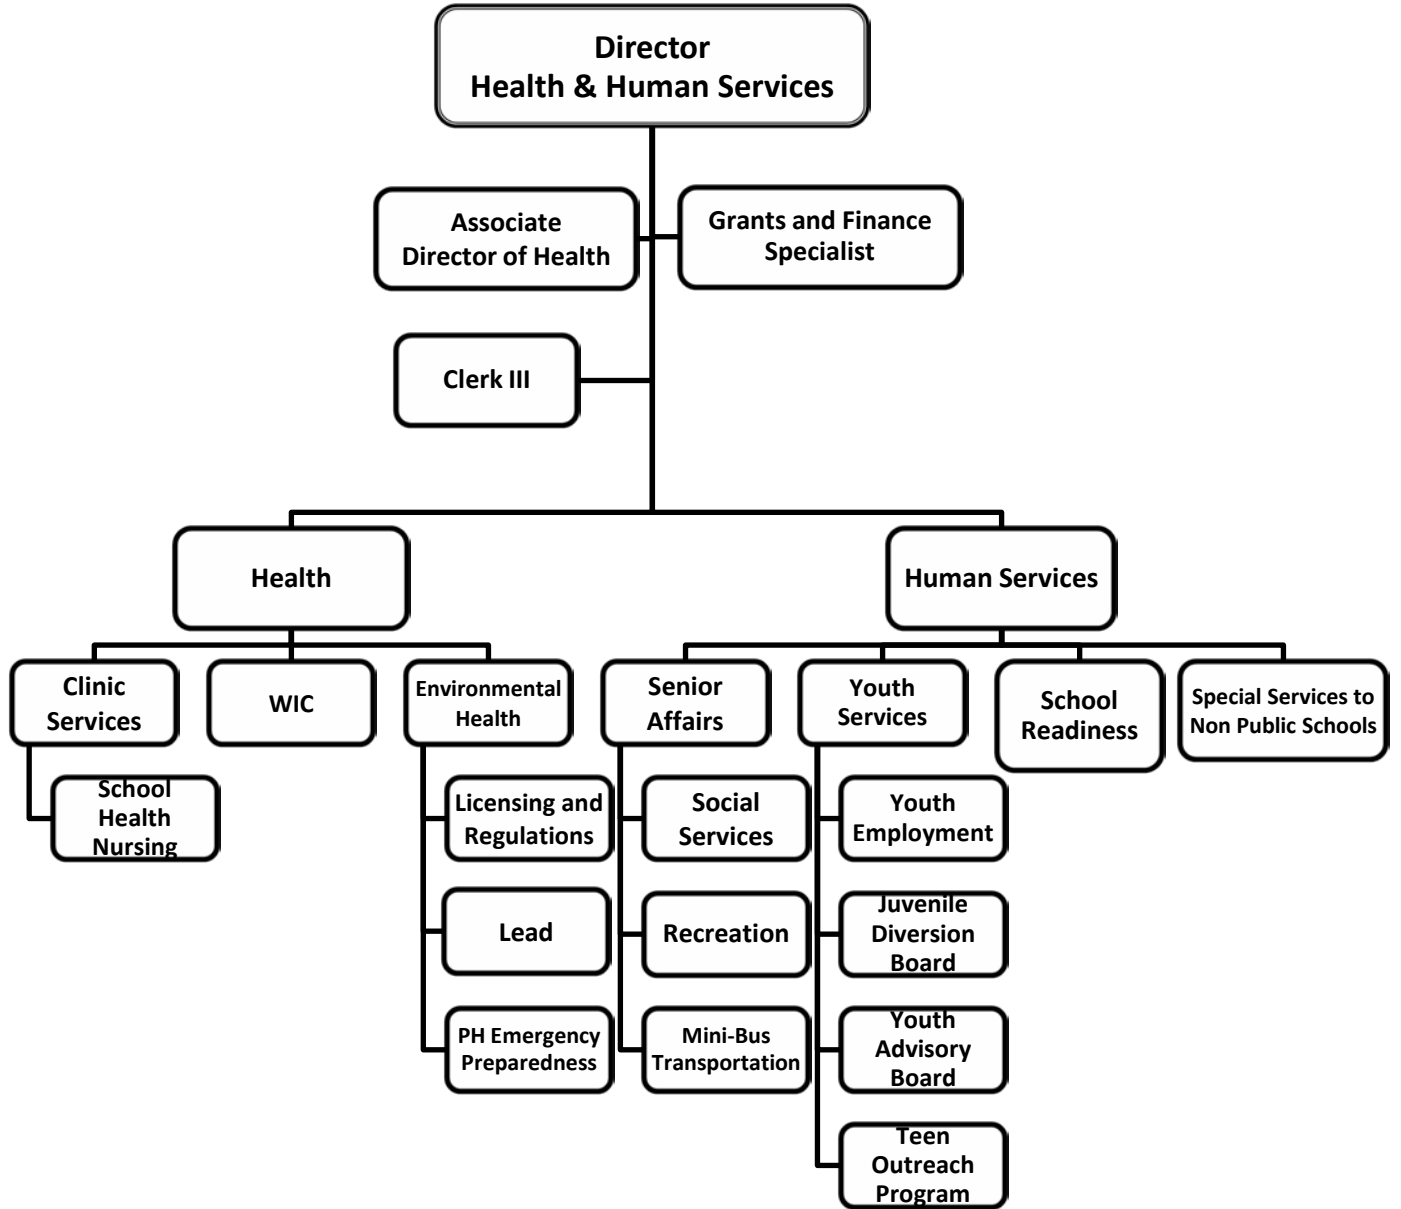 Director
Health & Human Services
Associate
Director of Health
Grants and Finance
Specialist
Clerk III
Health
Human Services
Clinic
Services
WIC
Environmental
Health
Senior
Affairs
Youth
Services
School
Readiness
Special Services to
Non Public Schools
School
Health
Nursing
Licensing and
Regulations
Social
Services
Youth
Employment
Lead
Recreation
Juvenile
Diversion
Board
PH Emergency
Preparedness
Mini-Bus
Transportation
Youth
Advisory
Board
Teen
Outreach
Program